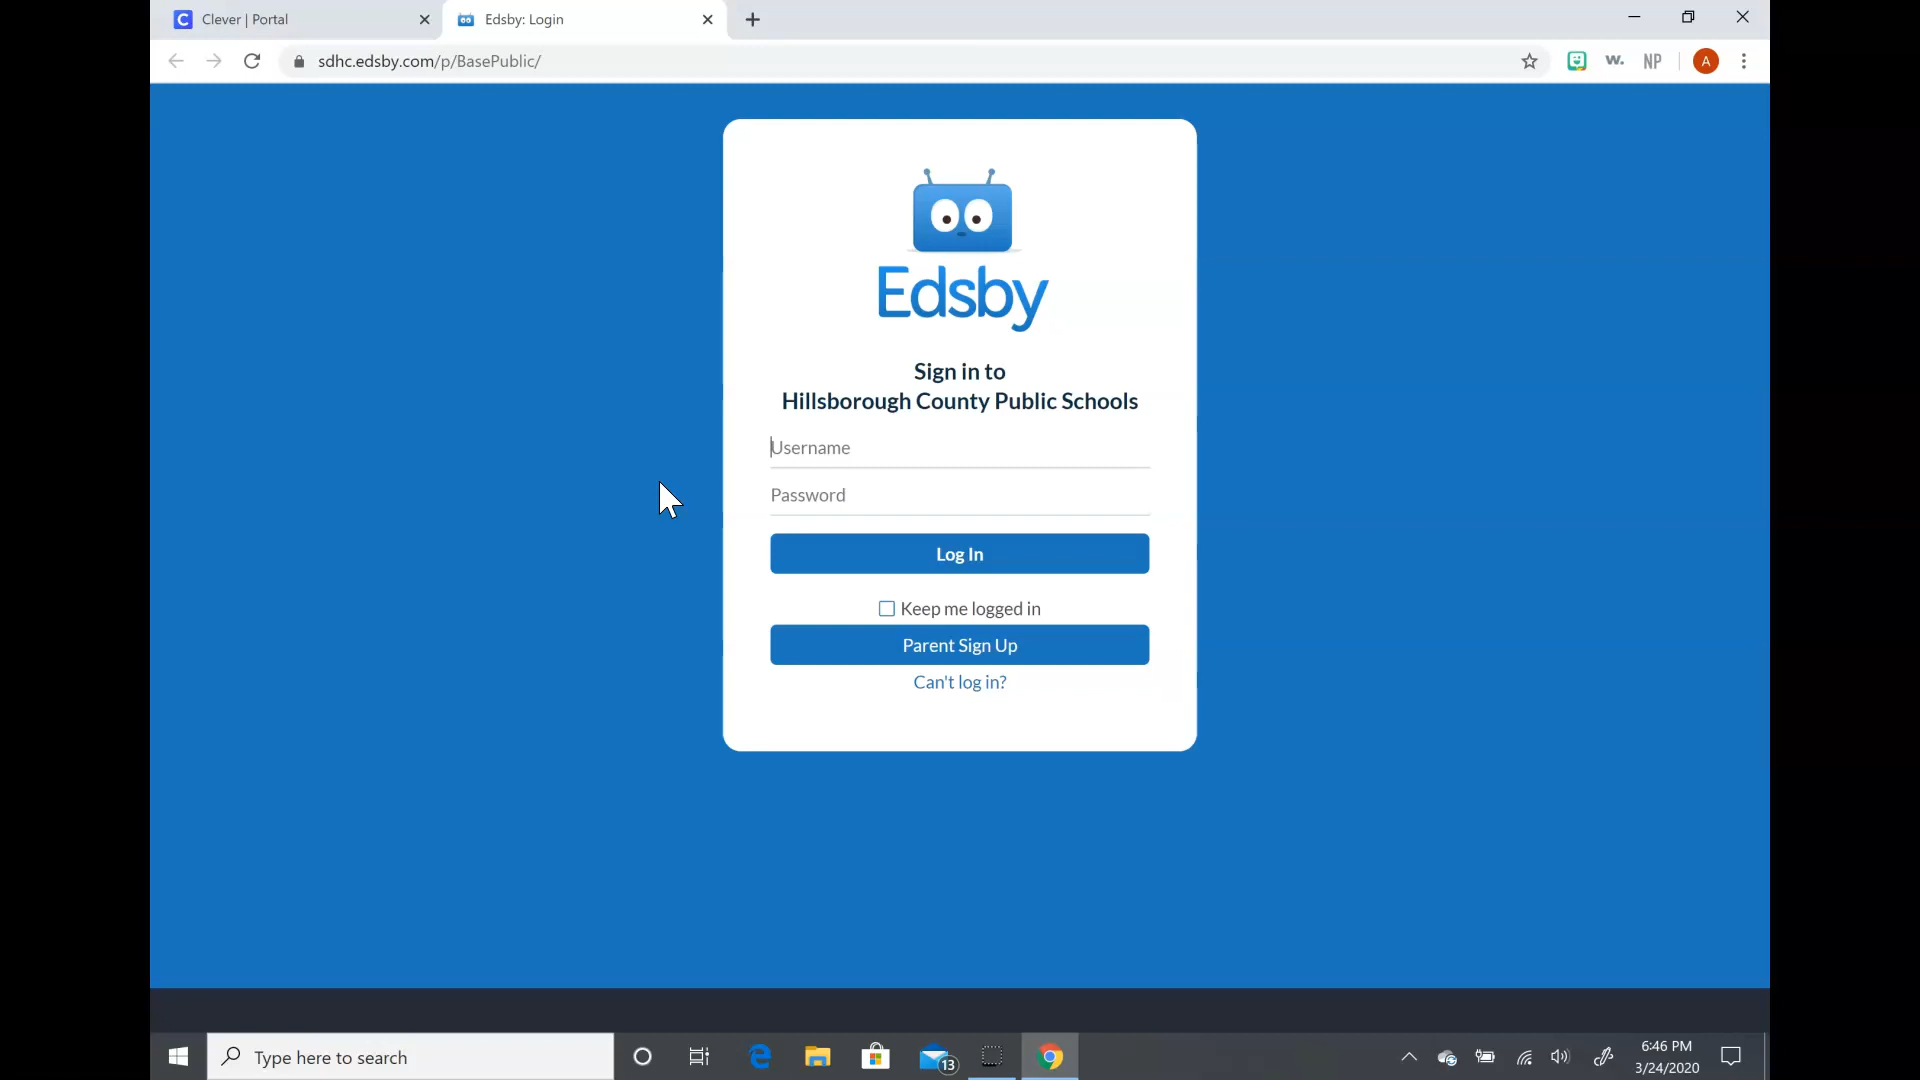 Clever | Portal
Edsby: Login
sdhc.edsby.com/p/BasePublic/
w.
NP
A
Edsby
Sign in to
Hillsborough County Public Schools
Username
Password
Log In
Keep me logged in
Parent Sign Up
Can't log in?
Type here to search
13
6:46 PM
3/24/2020